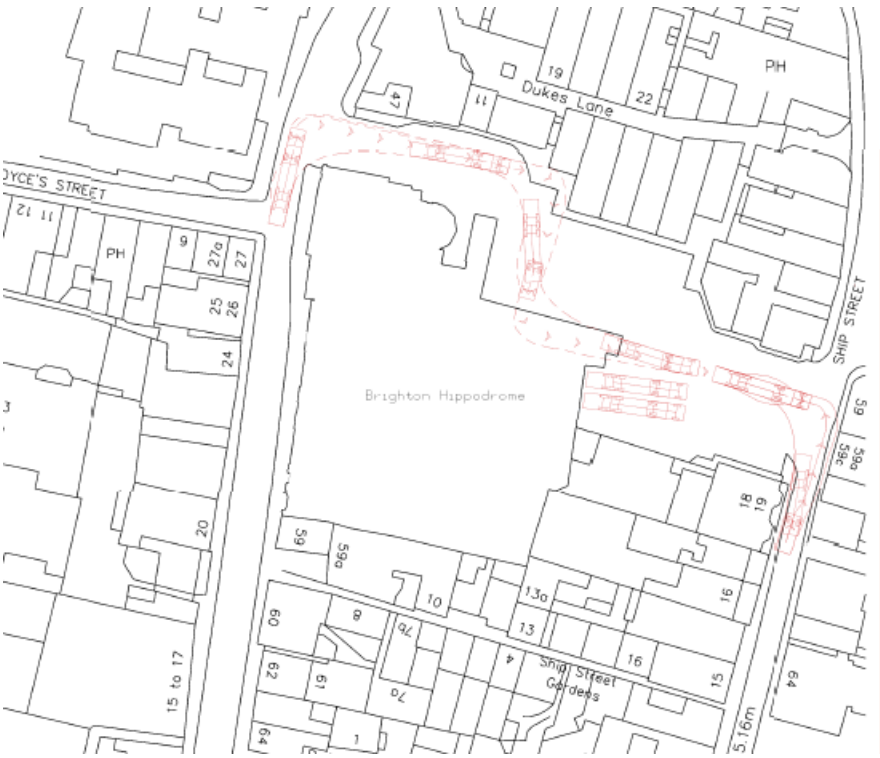 19
PH
Dukes Lane
22
47
11
OYCE'S STREET
11 12
PH
9
27a
27
25
26
24
SHIP STREET
3
Brighton Hippodrome
59
59a
59c
18
19
20
59
59a
16
10
13a
60
8
7b
13
4
16
Ship Street
Gardens
62
61
7a
15
64
15 to 17
64
1
5.16m